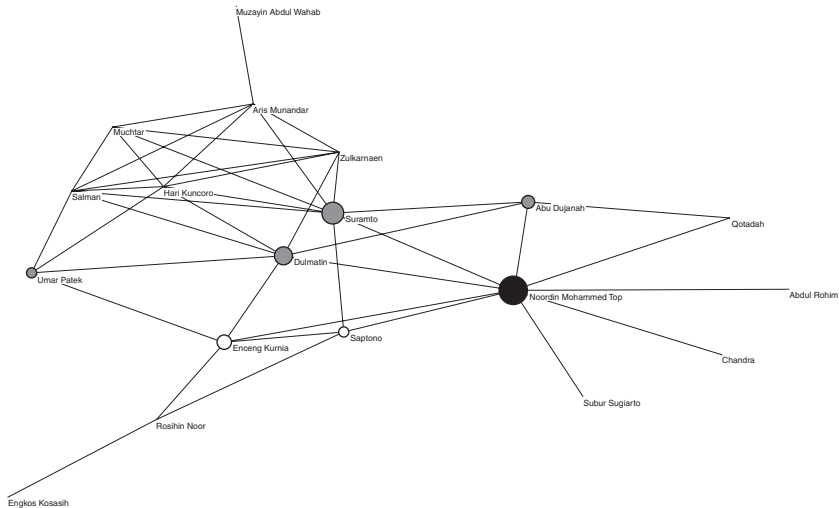 Muzayin Abdul Wahab
Aris Munandar
Muchtar
Zulkarnaen
Hari Kuncoro
Salman
Abu Dujanah
Suramto
Qotadah
Dulmatin
Umar Patek
Abdul Rohim
Noordin Mohammed Top
Saptono
Enceng Kurnia
Chandra
Subur Sugiarto
Rosihin Noor
Engkos Kosasih